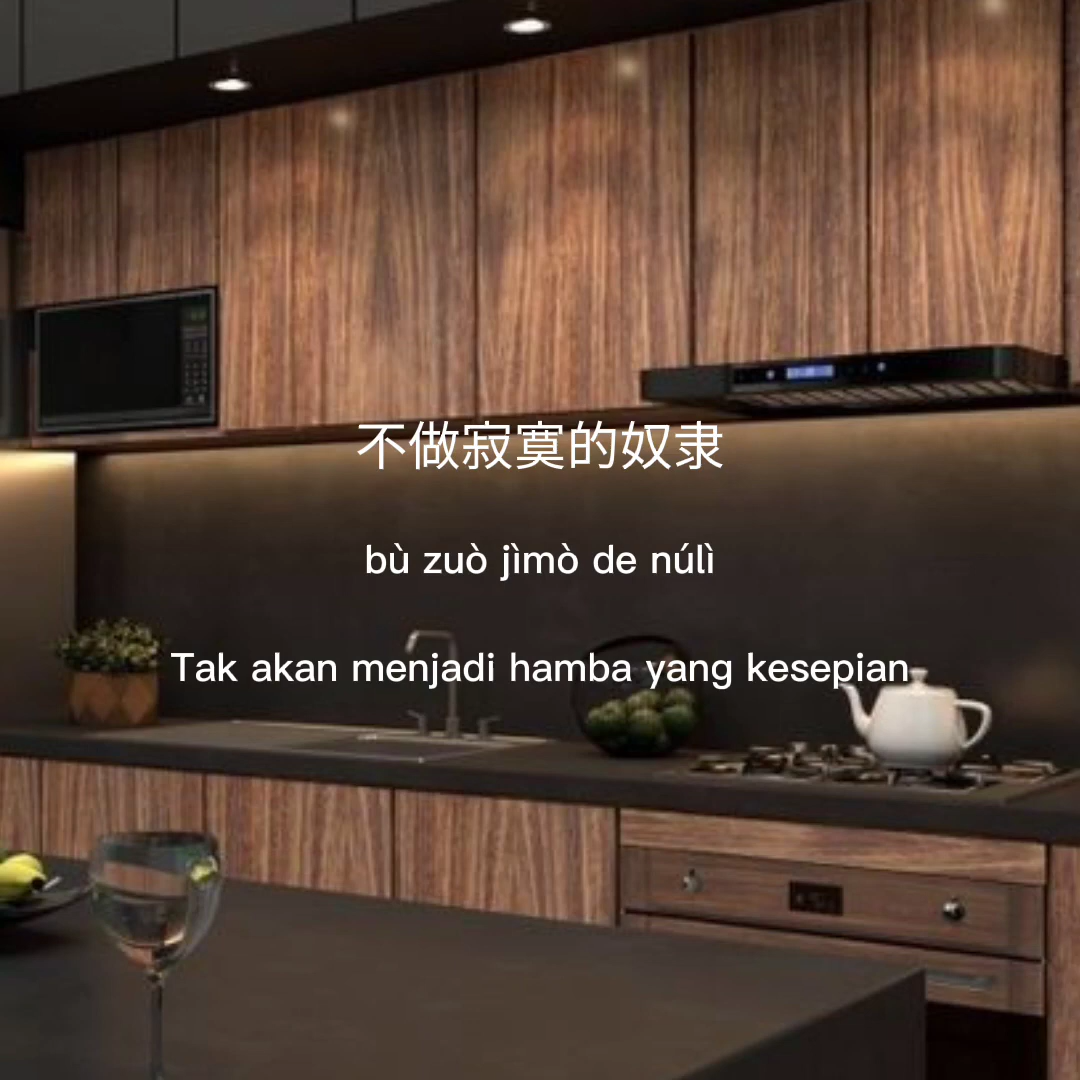 不做寂寞的奴隶
bù zuò jìmò de núlì
Tak akan menjadi hamba yang kesepian